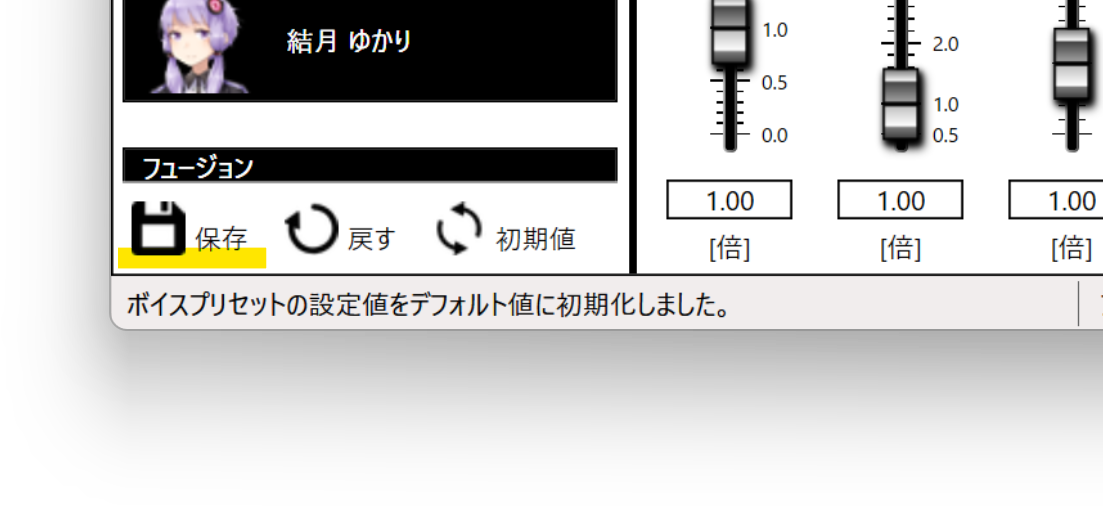 結月 ゆかり
フュージョン
保存 戻す 初期値
1.0
0.5
0.0
1.00
[倍]
2.0
1.0
0.5
1.00
[倍]
1.00
[倍]
ボイスプリセットの設定値をデフォルト値に初期化しました。